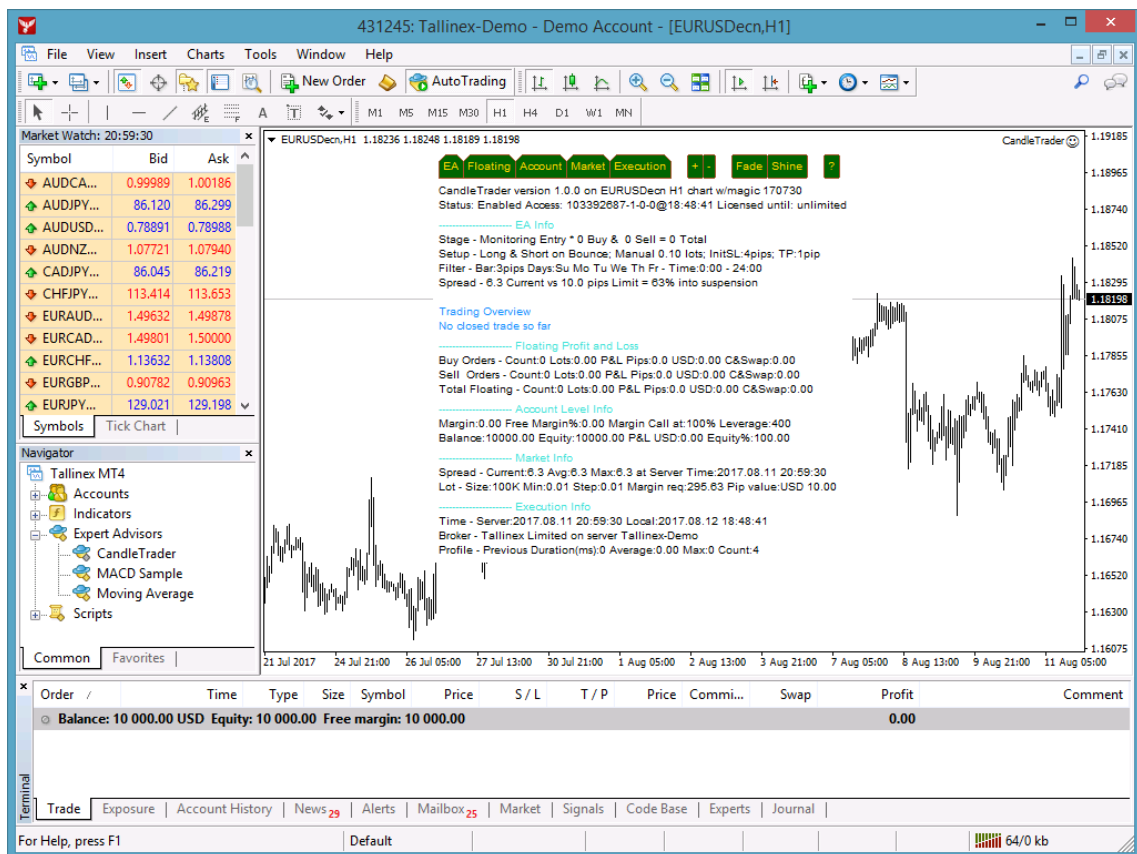 431245: Tallinex-Demo - Demo Account - [EURUSDecn,H1]
File View Insert Charts Tools Window Help
New Order AutoTrading
A T M1 M5 M15 M30 H1 H4 D1 W1 MN
Market Watch: 20:59:30
Symbol Bid Ask
AUDCA... 0.99989 1.00186
AUDJPY... 86.120 86.299
AUDUSD... 0.78891 0.78988
AUDNZ... 1.07721 1.07940
CADJPY... 86.045 86.219
CHFJPY... 113.414 113.653
EURAUD... 1.49632 1.49878
EURCAD... 1.49801 1.50000
EURCHF... 1.13632 1.13808
EURGBP... 0.90782 0.90963
EURJPY... 129.021 129.198
Symbols Tick Chart
Navigator
Tallinex MT4
Accounts
Indicators
Expert Advisors
CandleTrader
MACD Sample
Moving Average
Scripts
Common Favorites
EURUSDecn,H1 1.18236 1.18248 1.18189 1.18198
CandleTrader
EA Floating Account Market Execution + - Fade Shine ?
CandleTrader version 1.0.0 on EURUSDecn H1 chart w/magic 170730
Status: Enabled Access: 103392687-1-0-0@18:48:41 Licensed until: unlimited
--------------------- EA Info
Stage - Monitoring Entry * 0 Buy & 0 Sell = 0 Total
Setup - Long & Short on Bounce; Manual 0.10 lots; InitSL:4pips; TP:1pip
Filter - Bar:3pips Days:Su Mo Tu We Th Fr - Time:0:00 - 24:00
Spread - 6.3 Current vs 10.0 pips Limit = 63% into suspension
Trading Overview
No closed trade so far
--------------------- Floating Profit and Loss
Buy Orders - Count:0 Lots:0.00 P&L Pips:0.0 USD:0.00 C&Swap:0.00
Sell Orders - Count:0 Lots:0.00 P&L Pips:0.0 USD:0.00 C&Swap:0.00
Total Floating - Count:0 Lots:0.00 P&L Pips:0.0 USD:0.00 C&Swap:0.00
--------------------- Account Level Info
Margin:0.00 Free Margin%:0.00 Margin Call at:100% Leverage:400
Balance:10000.00 Equity:10000.00 P&L USD:0.00 Equity%:100.00
--------------------- Market Info
Spread - Current:6.3 Avg:6.3 Max:6.3 at Server Time:2017.08.11 20:59:30
Lot - Size:100K Min:0.01 Step:0.01 Margin req:295.63 Pip value:USD 10.00
--------------------- Execution Info
Time - Server:2017.08.11 20:59:30 Local:2017.08.12 18:48:41
Broker - Tallinex Limited on server Tallinex-Demo
Profile - Previous Duration(ms):0 Average:0.00 Max:0 Count:4
1.19185
1.18965
1.18740
1.18520
1.18295
1.18198
1.18075
1.17855
1.17630
1.17410
1.17185
1.16965
1.16740
1.16520
1.16300
1.16075
21 Jul 2017 24 Jul 21:00 26 Jul 05:00 27 Jul 13:00 30 Jul 21:00 1 Aug 05:00 2 Aug 13:00 3 Aug 21:00 7 Aug 05:00 8 Aug 13:00 9 Aug 21:00 11 Aug 05:00
Order / Time Type Size Symbol Price S / L T / P Price Commi... Swap Profit Comment
Balance: 10 000.00 USD Equity: 10 000.00 Free margin: 10 000.00 0.00
Terminal
Trade Exposure Account History News 29 Alerts Mailbox 25 Market Signals Code Base Experts Journal
For Help, press F1 Default 64/0 kb